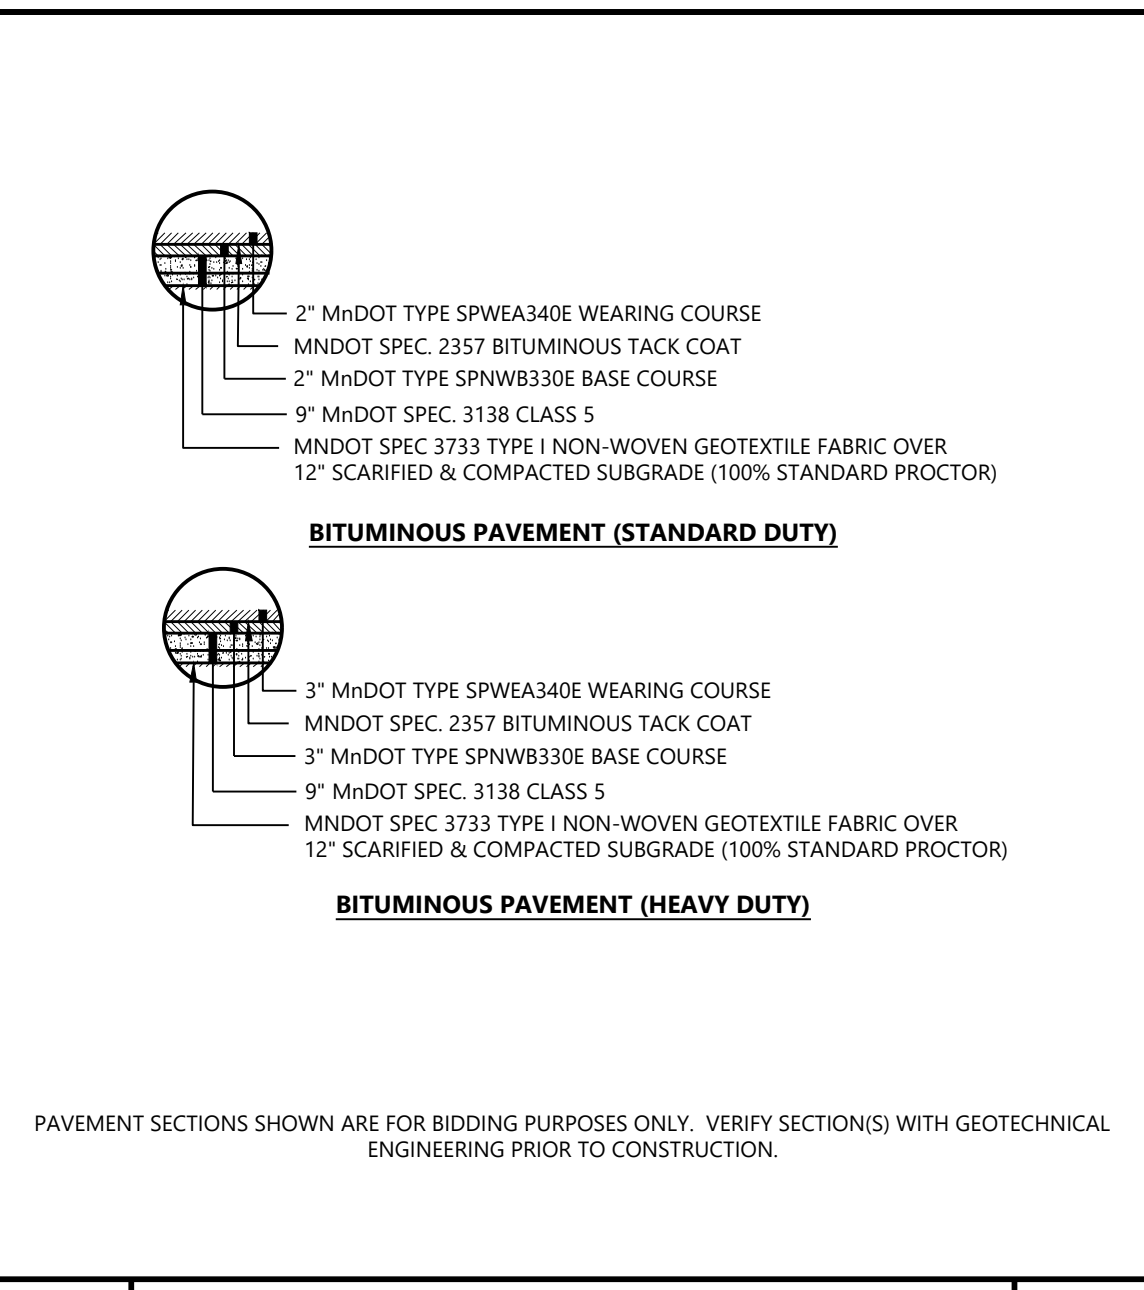 2" MnDOT TYPE SPWEA340E WEARING COURSE
MNDOT SPEC. 2357 BITUMINOUS TACK COAT
2" MnDOT TYPE SPNWB330E BASE COURSE
9" MnDOT SPEC. 3138 CLASS 5
MNDOT SPEC 3733 TYPE I NON-WOVEN GEOTEXTILE FABRIC OVER
12" SCARIFIED & COMPACTED SUBGRADE (100% STANDARD PROCTOR)
BITUMINOUS PAVEMENT (STANDARD DUTY)
3" MnDOT TYPE SPWEA340E WEARING COURSE
MNDOT SPEC. 2357 BITUMINOUS TACK COAT
3" MnDOT TYPE SPNWB330E BASE COURSE
9" MnDOT SPEC. 3138 CLASS 5
MNDOT SPEC 3733 TYPE I NON-WOVEN GEOTEXTILE FABRIC OVER
12" SCARIFIED & COMPACTED SUBGRADE (100% STANDARD PROCTOR)
BITUMINOUS PAVEMENT (HEAVY DUTY)
PAVEMENT SECTIONS SHOWN ARE FOR BIDDING PURPOSES ONLY.  VERIFY SECTION(S) WITH GEOTECHNICAL
ENGINEERING PRIOR TO CONSTRUCTION.